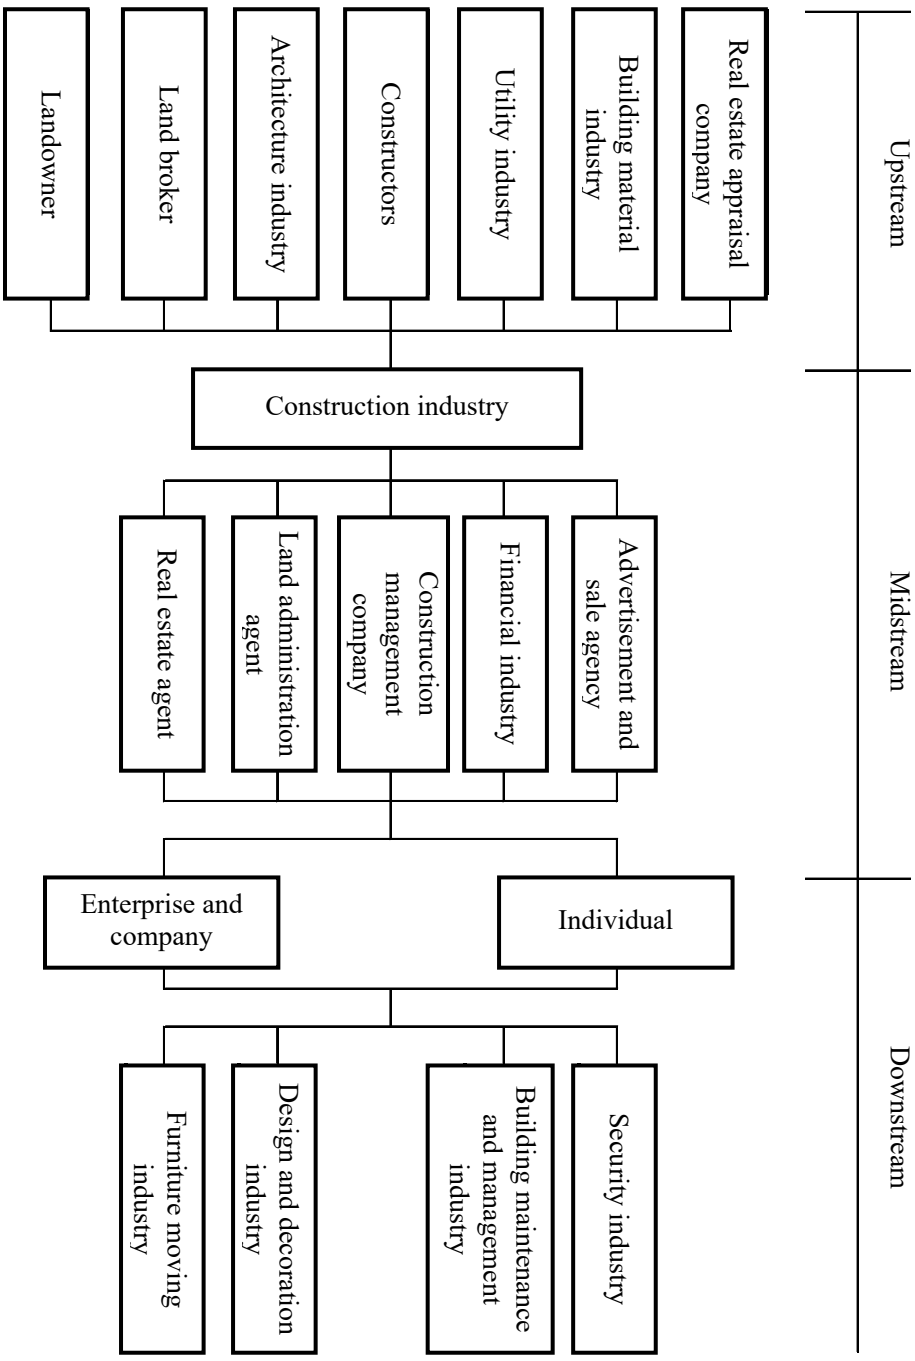 Landowner
Land broker
Architecture industry
Constructors
Utility industry
Building material
industry
Real estate appraisal
company
Upstream
Construction industry
Real estate agent
Land administration
agent
Construction
management
company
Financial industry
Advertisement and
sale agency
Midstream
Enterprise and
company
Individual
Furniture moving
industry
Design and decoration
industry
Building maintenance
and management
industry
Security industry
Downstream